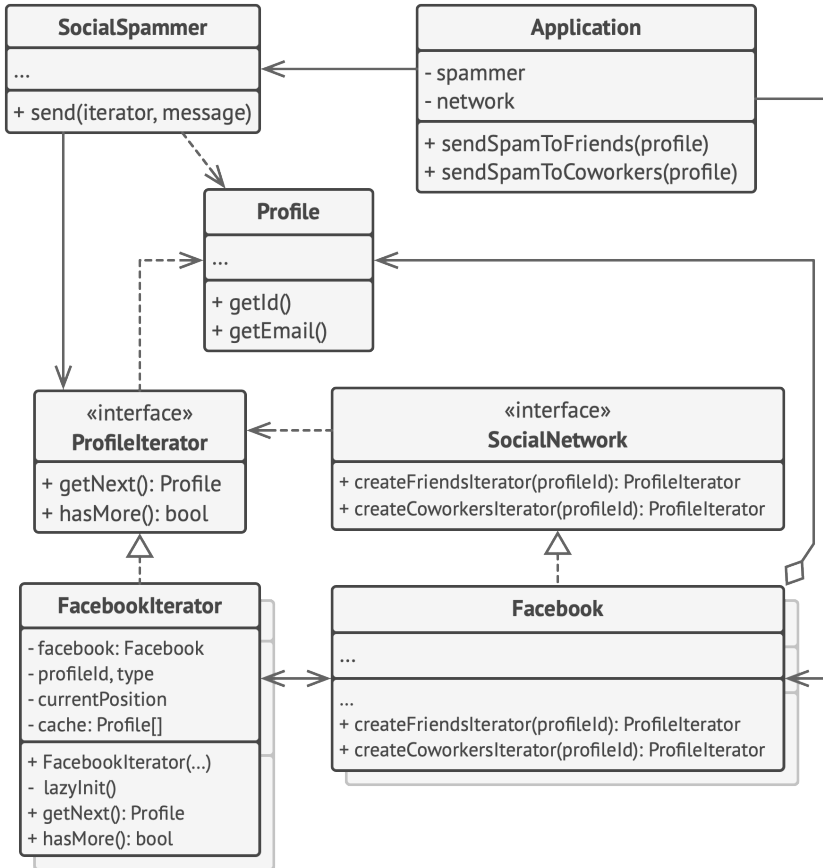 SocialSpammer
...
+ send(iterator, message)
Application
- spammer
- network
+ sendSpamToFriends(profile)
+ sendSpamToCoworkers(profile)
Profile
...
+ getId()
+ getEmail()
«interface»
ProfileIterator
+ getNext(): Profile
+ hasMore(): bool
«interface»
SocialNetwork
+ createFriendsIterator(profileId): ProfileIterator
+ createCoworkersIterator(profileId): ProfileIterator
FacebookIterator
- facebook: Facebook
- profileId, type
- currentPosition
- cache: Profile[]
+ FacebookIterator(...)
- lazyInit()
+ getNext(): Profile
+ hasMore(): bool
Facebook
...
...
+ createFriendsIterator(profileId): ProfileIterator
+ createCoworkersIterator(profileId): ProfileIterator